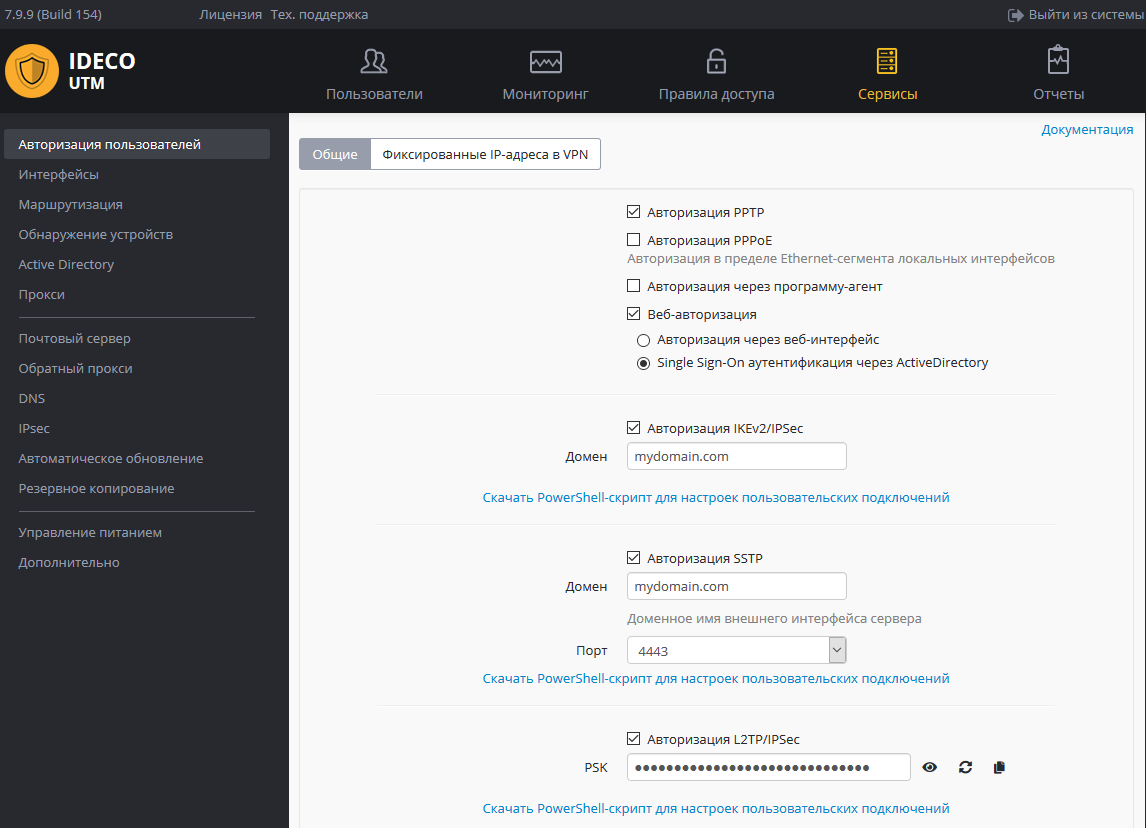 7.9.9 (Build 154) Лицензия Тех. поддержка Выйти из системы
IDECO
UTM
Пользователи Мониторинг Правила доступа Сервисы Отчеты
Авторизация пользователей
Интерфейсы
Маршрутизация
Обнаружение устройств
Active Directory
Прокси
Почтовый сервер
Обратный прокси
DNS
IPsec
Автоматическое обновление
Резервное копирование
Управление питанием
Дополнительно
Документация
Общие Фиксированные IP-адреса в VPN
Авторизация PPTP
Авторизация PPPoE
Авторизация в пределе Ethernet-сегмента локальных интерфейсов
Авторизация через программу-агент
Веб-авторизация
Авторизация через веб-интерфейс
Single Sign-On аутентификация через ActiveDirectory
Авторизация IKEv2/IPSec
Домен mydomain.com
Скачать PowerShell-скрипт для настроек пользовательских подключений
Авторизация SSTP
Домен mydomain.com
Доменное имя внешнего интерфейса сервера
Порт 4443
Скачать PowerShell-скрипт для настроек пользовательских подключений
Авторизация L2TP/IPSec
PSK
Скачать PowerShell-скрипт для настроек пользовательских подключений